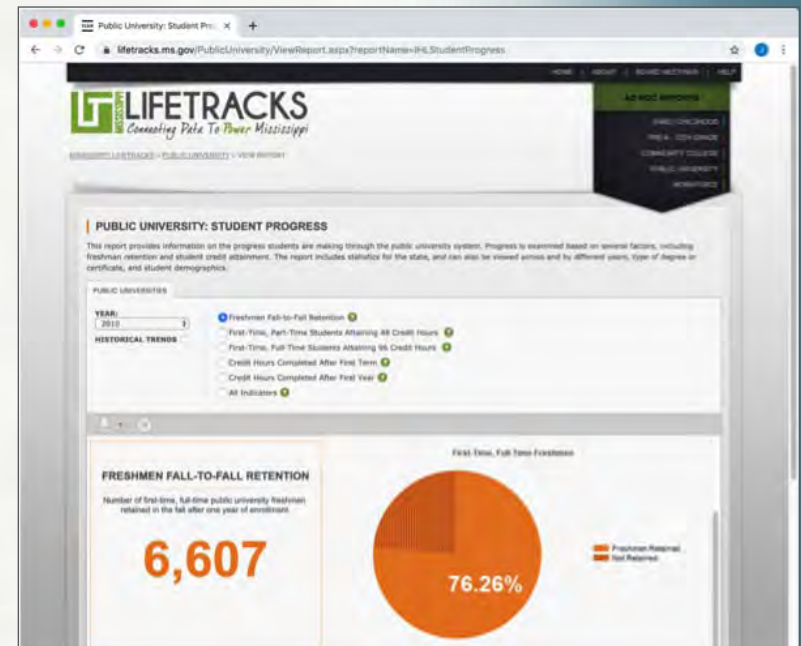 Public University: Student Pro
lifetracks.ms.gov/PublicUniversity/ViewReport.aspx?reportName=IHLStudentProgress
HOME | ABOUT | BOARD MEETINGS | HELP
LT MISSISSIPPI LIFETRACKS
Connecting Data To Power Mississippi
AD HOC REPORTS
EARLY CHILDHOOD
PRE-K - 12TH GRADE
COMMUNITY COLLEGE
PUBLIC UNIVERSITY
WORKFORCE
MISSISSIPPI LIFETRACKS > PUBLIC UNIVERSITY > VIEW REPORT
PUBLIC UNIVERSITY: STUDENT PROGRESS
This report provides information on the progress students are making through the public university system. Progress is examined based on several factors, including
freshman retention and student credit attainment. The report includes statistics for the state, and can also be viewed across and by different years, type of degree or
certificate, and student demographics.
PUBLIC UNIVERSITIES
YEAR:
2010
HISTORICAL TRENDS
Freshmen Fall-to-Fall Retention ?
First-Time, Part-Time Students Attaining 48 Credit Hours ?
First-Time, Full-Time Students Attaining 96 Credit Hours ?
Credit Hours Completed After First Term ?
Credit Hours Completed After First Year ?
All Indicators ?
FRESHMEN FALL-TO-FALL RETENTION
Number of first-time, full-time public university freshmen
retained in the fall after one year of enrollment
6,607
First-Time, Full-Time Freshmen
76.26%
Freshmen Retained
Not Retained